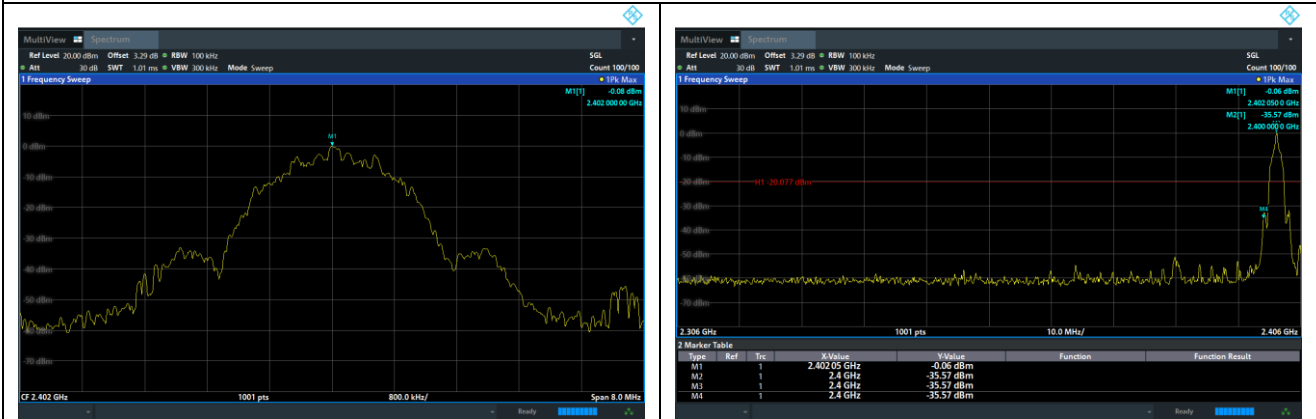 MultiView Spectrum
Ref Level 20.00 dBm Offset 3.29 dB RBW 100 kHz SGL
Att 30 dB SWT 1.01 ms VBW 300 kHz Mode Sweep Count 100/100
1 Frequency Sweep 1Pk Max
M1[1] -0.08 dBm
2.402 000 00 GHz
10 dBm
M1
0 dBm
-10 dBm
-20 dBm
-30 dBm
-40 dBm
-50 dBm
-60 dBm
-70 dBm
CF 2.402 GHz 1001 pts 800.0 kHz/ Span 8.0 MHz
Ready
MultiView Spectrum
Ref Level 20.00 dBm Offset 3.29 dB RBW 100 kHz SGL
Att 30 dB SWT 1.01 ms VBW 300 kHz Mode Sweep Count 100/100
1 Frequency Sweep 1Pk Max
M1[1] -0.06 dBm
2.402 050 0 GHz
10 dBm
M2[1] -35.57 dBm
2.400 000 0 GHz
0 dBm
-10 dBm
-20 dBm H1 -20.077 dBm
-30 dBm
M4
-40 dBm
-50 dBm
-60 dBm
-70 dBm
2.306 GHz 1001 pts 10.0 MHz/ 2.406 GHz
2 Marker Table
Type Ref Trc X-Value Y-Value Function Function Result
M1 1 2.402 05 GHz -0.06 dBm
M2 1 2.4 GHz -35.57 dBm
M3 1 2.4 GHz -35.57 dBm
M4 1 2.4 GHz -35.57 dBm
Ready